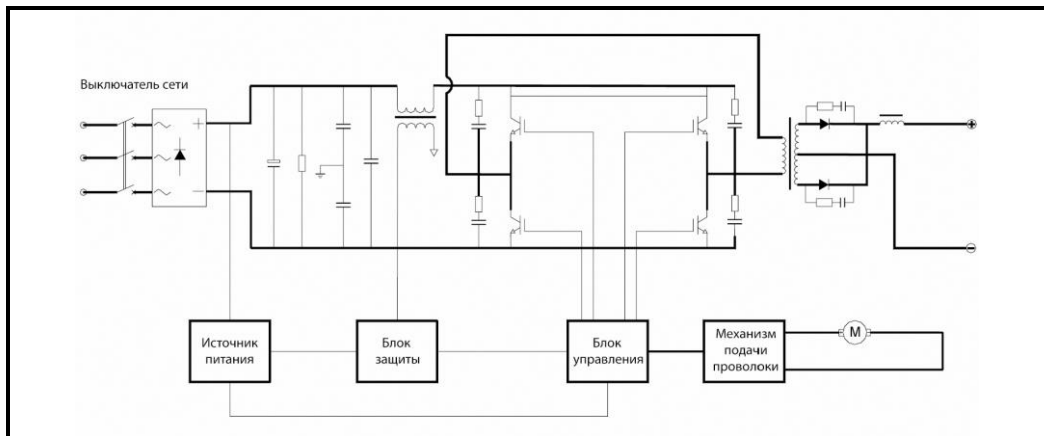 Выключатель сети
+
−
+
−
M
Источник
питания
Блок
защиты
Блок
управления
Механизм
подачи
проволоки